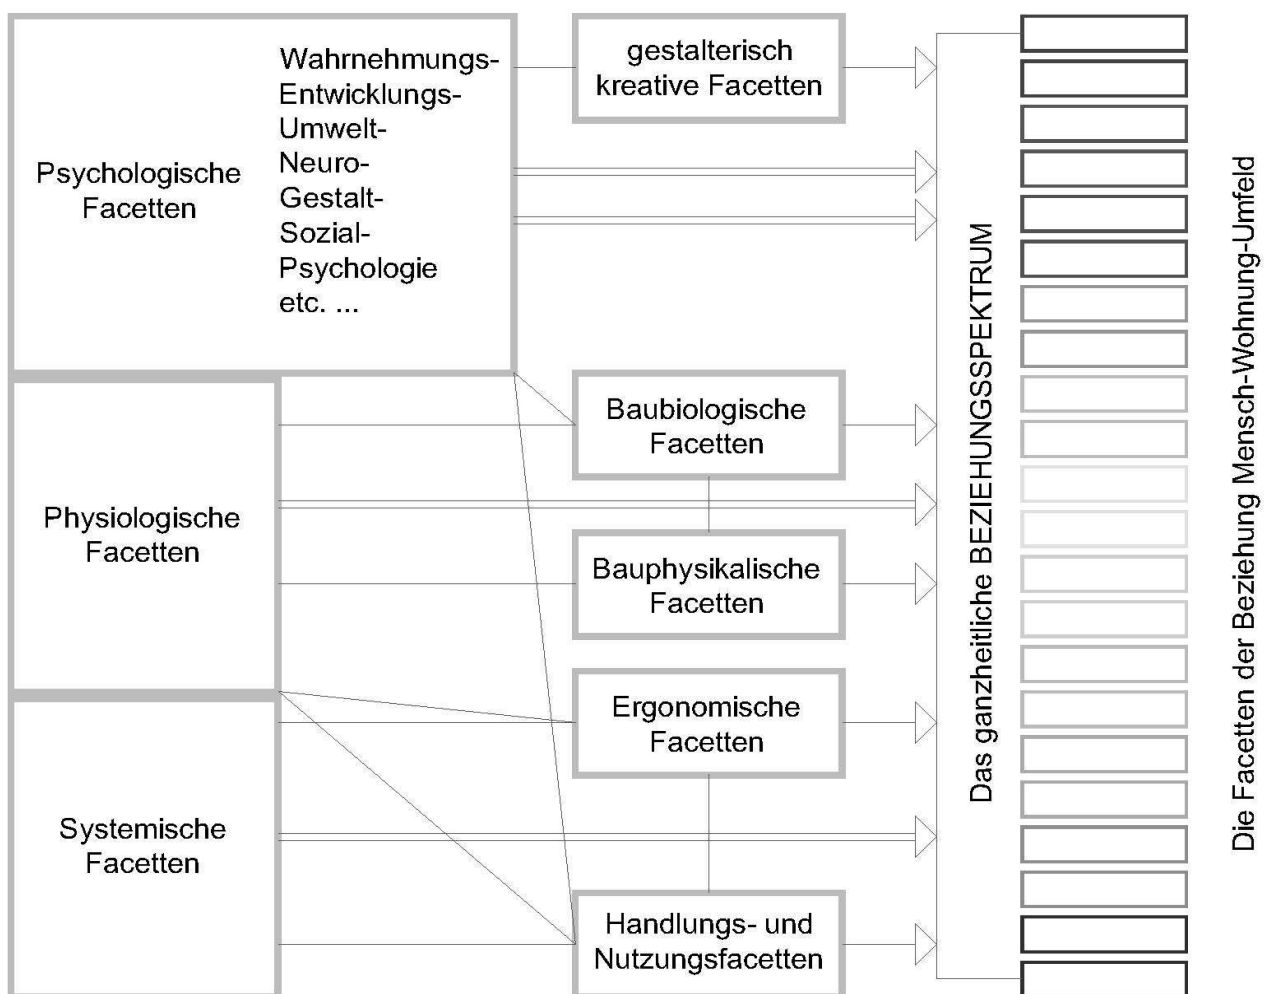 Psychologische
Facetten
Wahrnehmungs-
Entwicklungs-
Umwelt-
Neuro-
Gestalt-
Sozial-
Psychologie
etc. ...
gestalterisch
kreative Facetten
Physiologische
Facetten
Baubiologische
Facetten
Bauphysikalische
Facetten
Systemische
Facetten
Ergonomische
Facetten
Handlungs- und
Nutzungsfacetten
Das ganzheitliche BEZIEHUNGSSPEKTRUM
Die Facetten der Beziehung Mensch-Wohnung-Umfeld